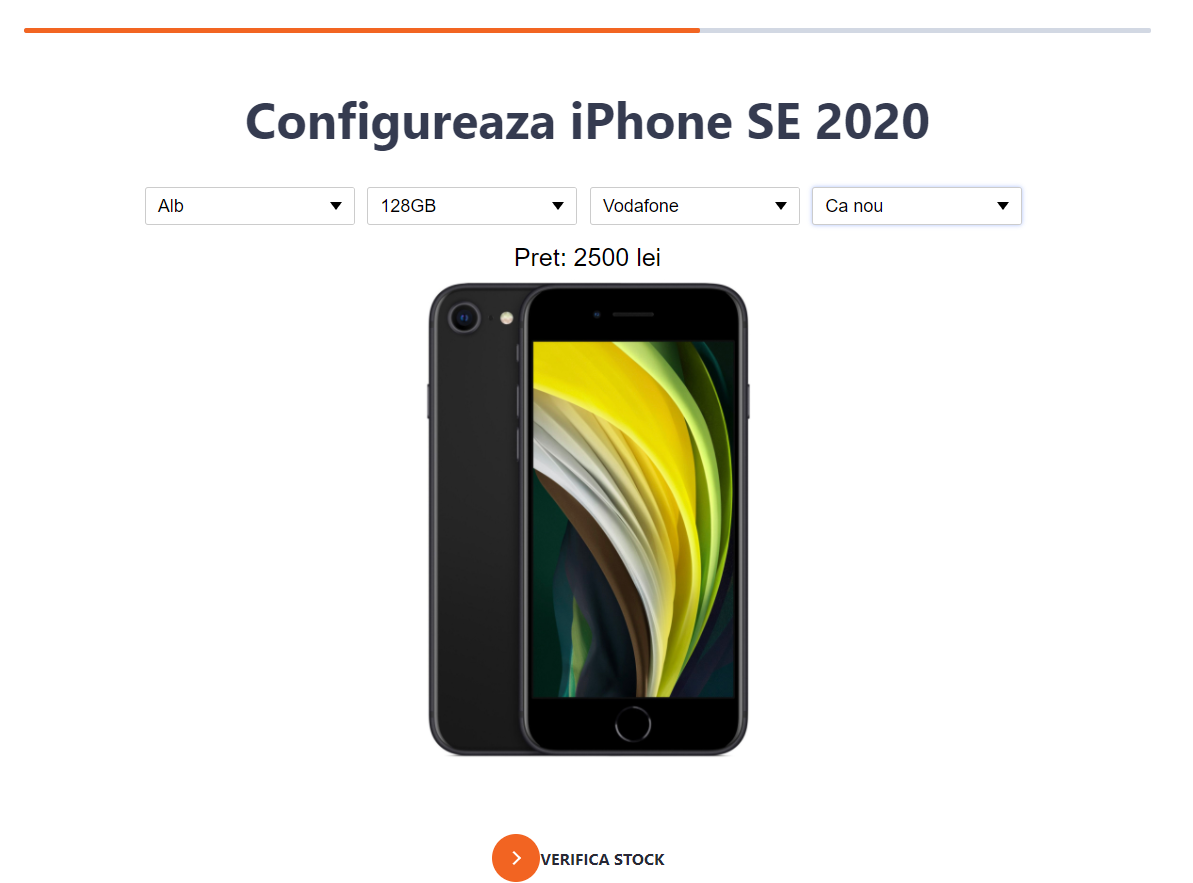 Configureaza iPhone SE 2020
Alb 128GB Vodafone Ca nou
Pret: 2500 lei
VERIFICA STOCK